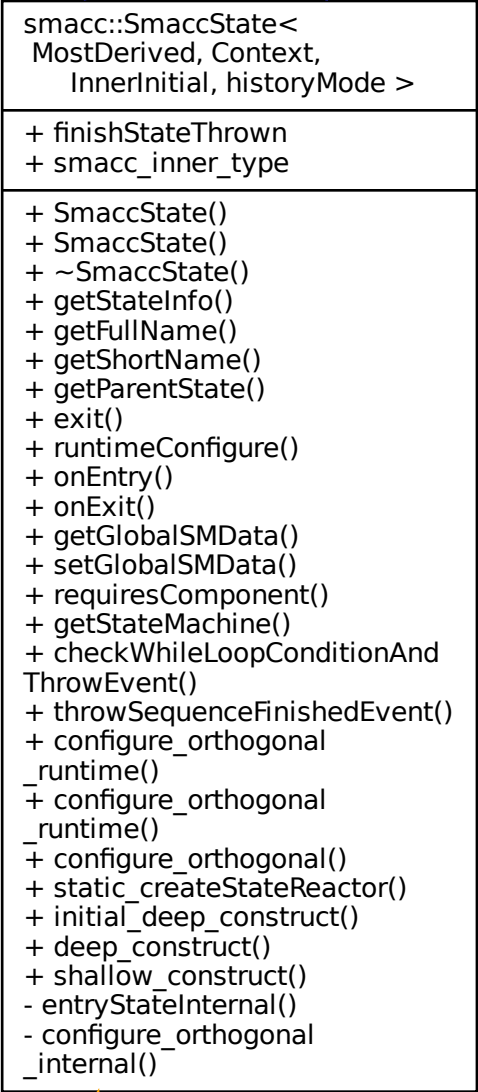 smacc::SmaccState<
MostDerived, Context,
InnerInitial, historyMode >
+ finishStateThrown
+ smacc_inner_type
+ SmaccState()
+ SmaccState()
+ ~SmaccState()
+ getStateInfo()
+ getFullName()
+ getShortName()
+ getParentState()
+ exit()
+ runtimeConfigure()
+ onEntry()
+ onExit()
+ getGlobalSMData()
+ setGlobalSMData()
+ requiresComponent()
+ getStateMachine()
+ checkWhileLoopConditionAnd
ThrowEvent()
+ throwSequenceFinishedEvent()
+ configure_orthogonal
_runtime()
+ configure_orthogonal
_runtime()
+ configure_orthogonal()
+ static_createStateReactor()
+ initial_deep_construct()
+ deep_construct()
+ shallow_construct()
- entryStateInternal()
- configure_orthogonal
_internal()